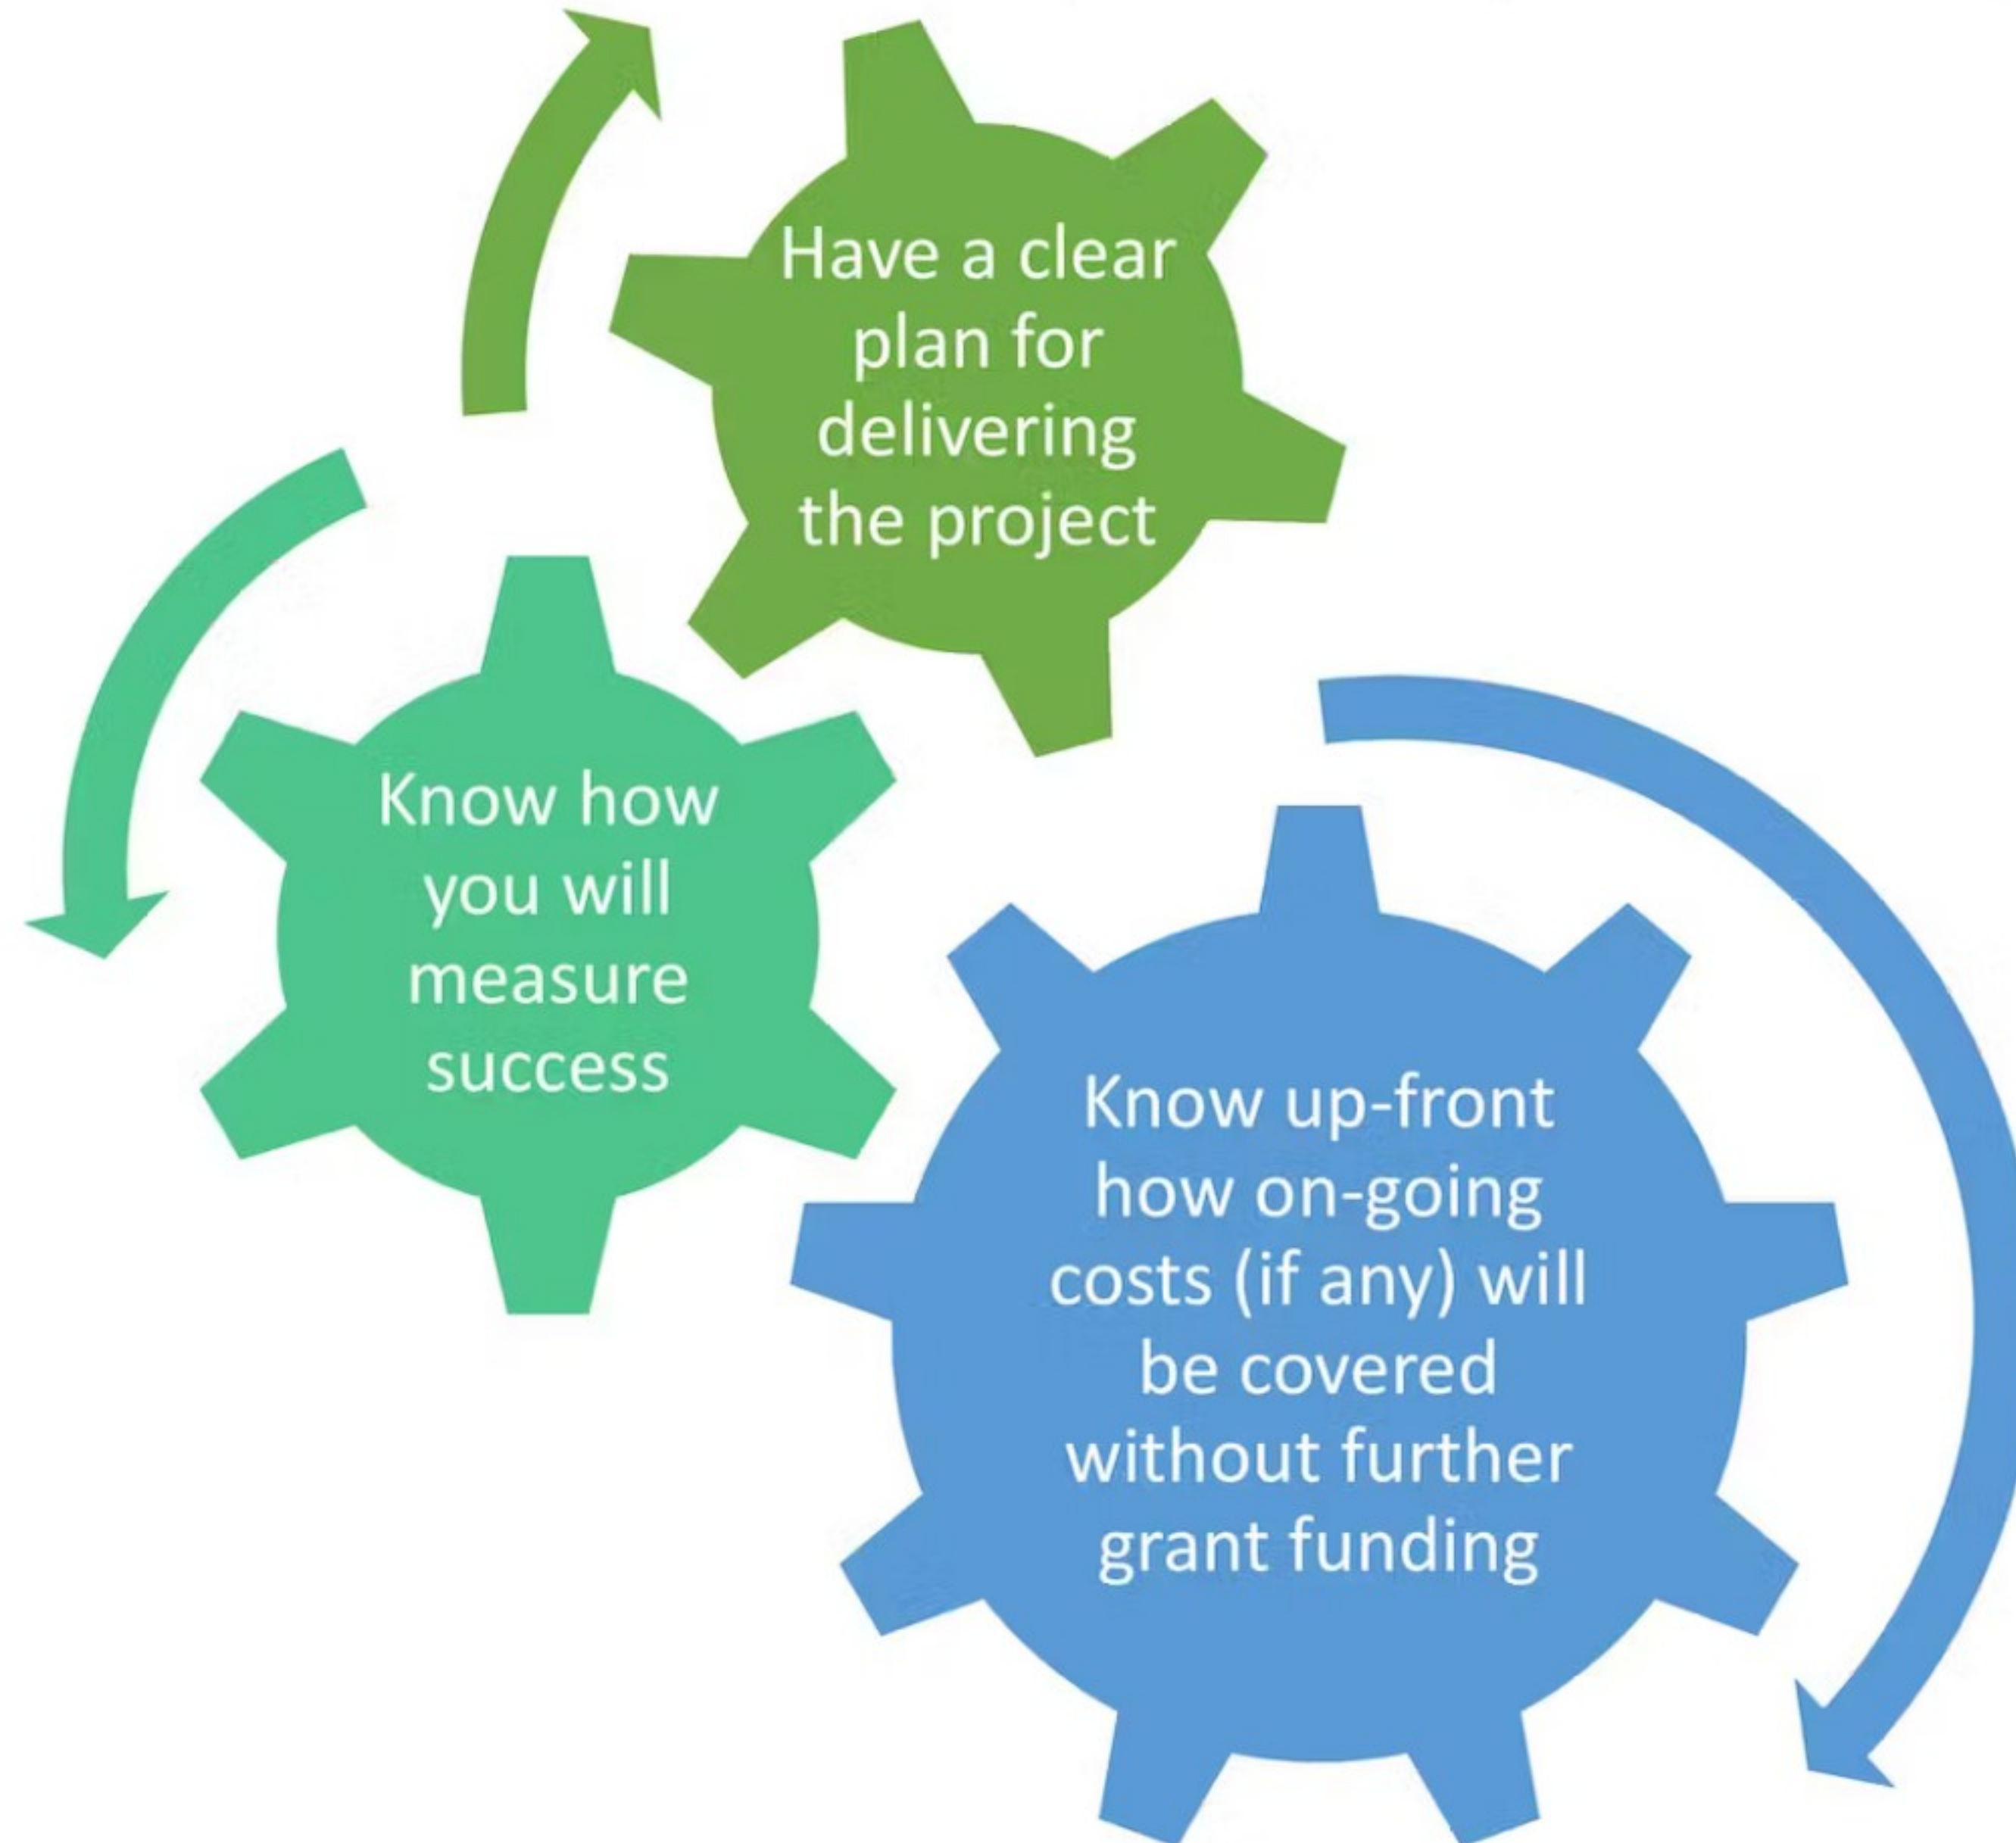 Have a clear
plan for
delivering
the project
Know how
you will
measure
success
Know up-front
how on-going
costs (if any) will
be covered
without further
grant funding